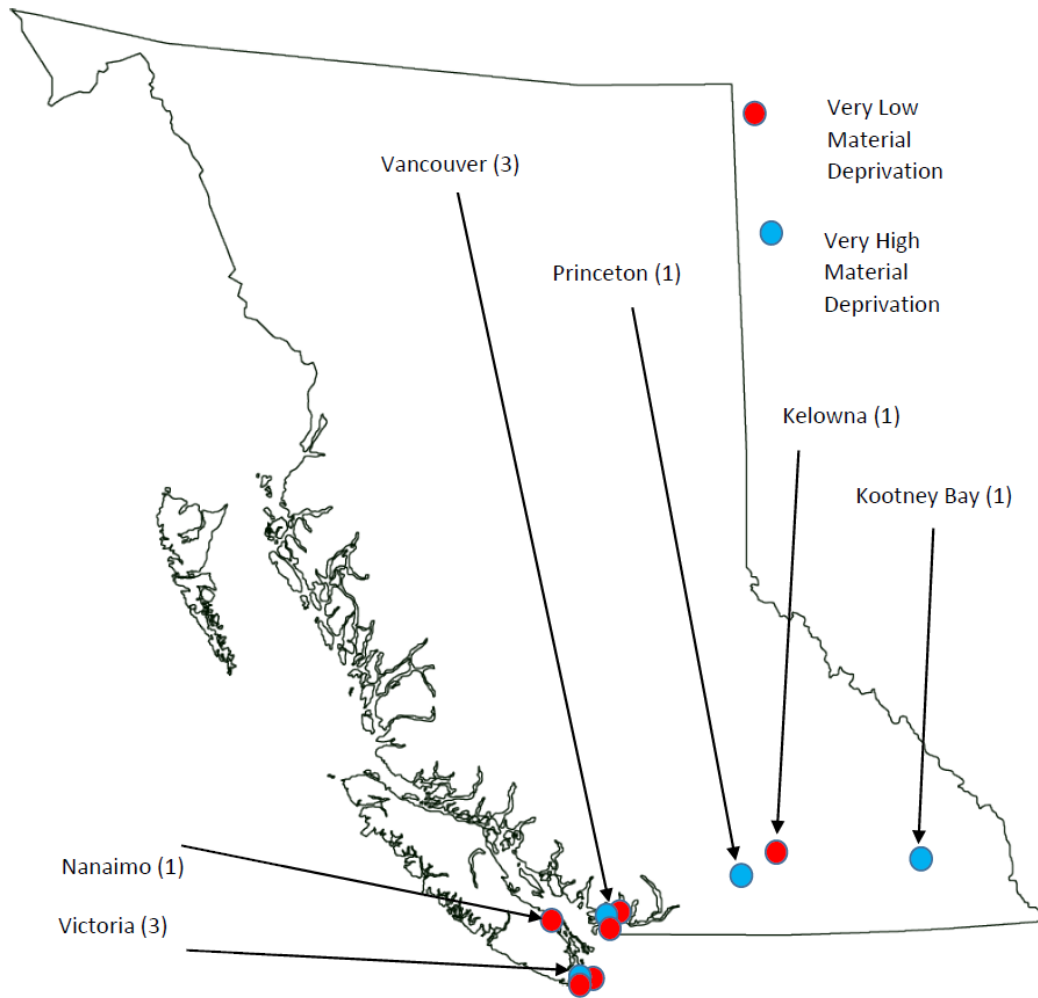 Very Low
Material
Deprivation
Vancouver (3)
Very High
Material
Deprivation
Princeton (1)
Kelowna (1)
Kootney Bay (1)
Nanaimo (1)
Victoria (3)